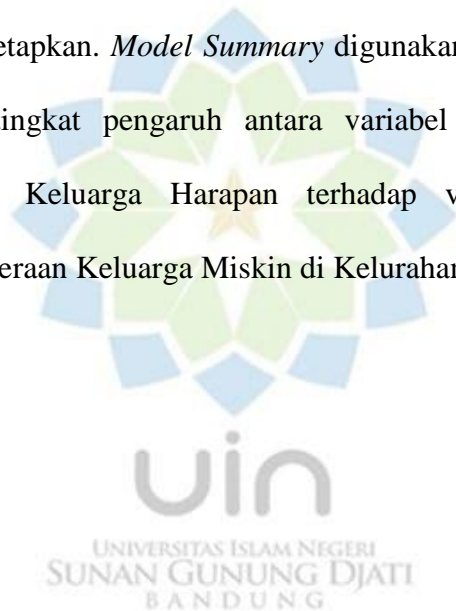 etapkan. Model Summary digunakan
ingkat pengaruh antara variabel
Keluarga Harapan terhadap v
eraan Keluarga Miskin di Kelurahan
uin
UNIVERSITAS ISLAM NEGERI
SUNAN GUNUNG DJATI
BANDUNG